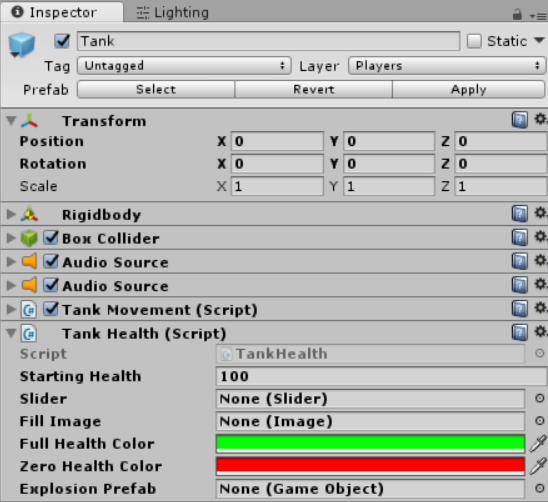 Inspector Lighting
Tank Static
Tag Untagged Layer Players
Prefab Select Revert Apply
Transform
Position X 0 Y 0 Z 0
Rotation X 0 Y 0 Z 0
Scale X 1 Y 1 Z 1
Rigidbody
Box Collider
Audio Source
Audio Source
Tank Movement (Script)
Tank Health (Script)
Script TankHealth
Starting Health 100
Slider None (Slider)
Fill Image None (Image)
Full Health Color
Zero Health Color
Explosion Prefab None (Game Object)